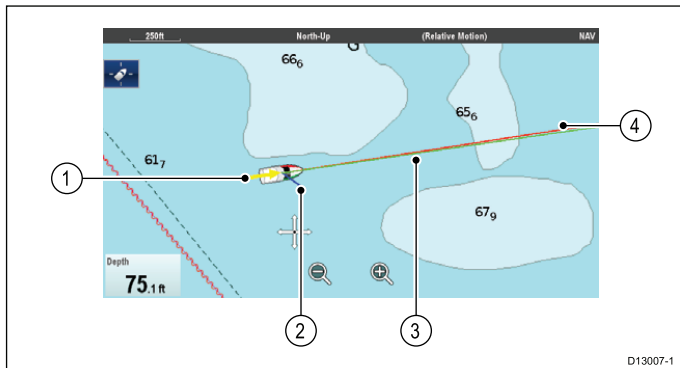 250ft North-Up (Relative Motion) NAV
G
66₆
65₆
4
61₇
1
67₉
Depth
75.1 ft
2 3
D13007-1